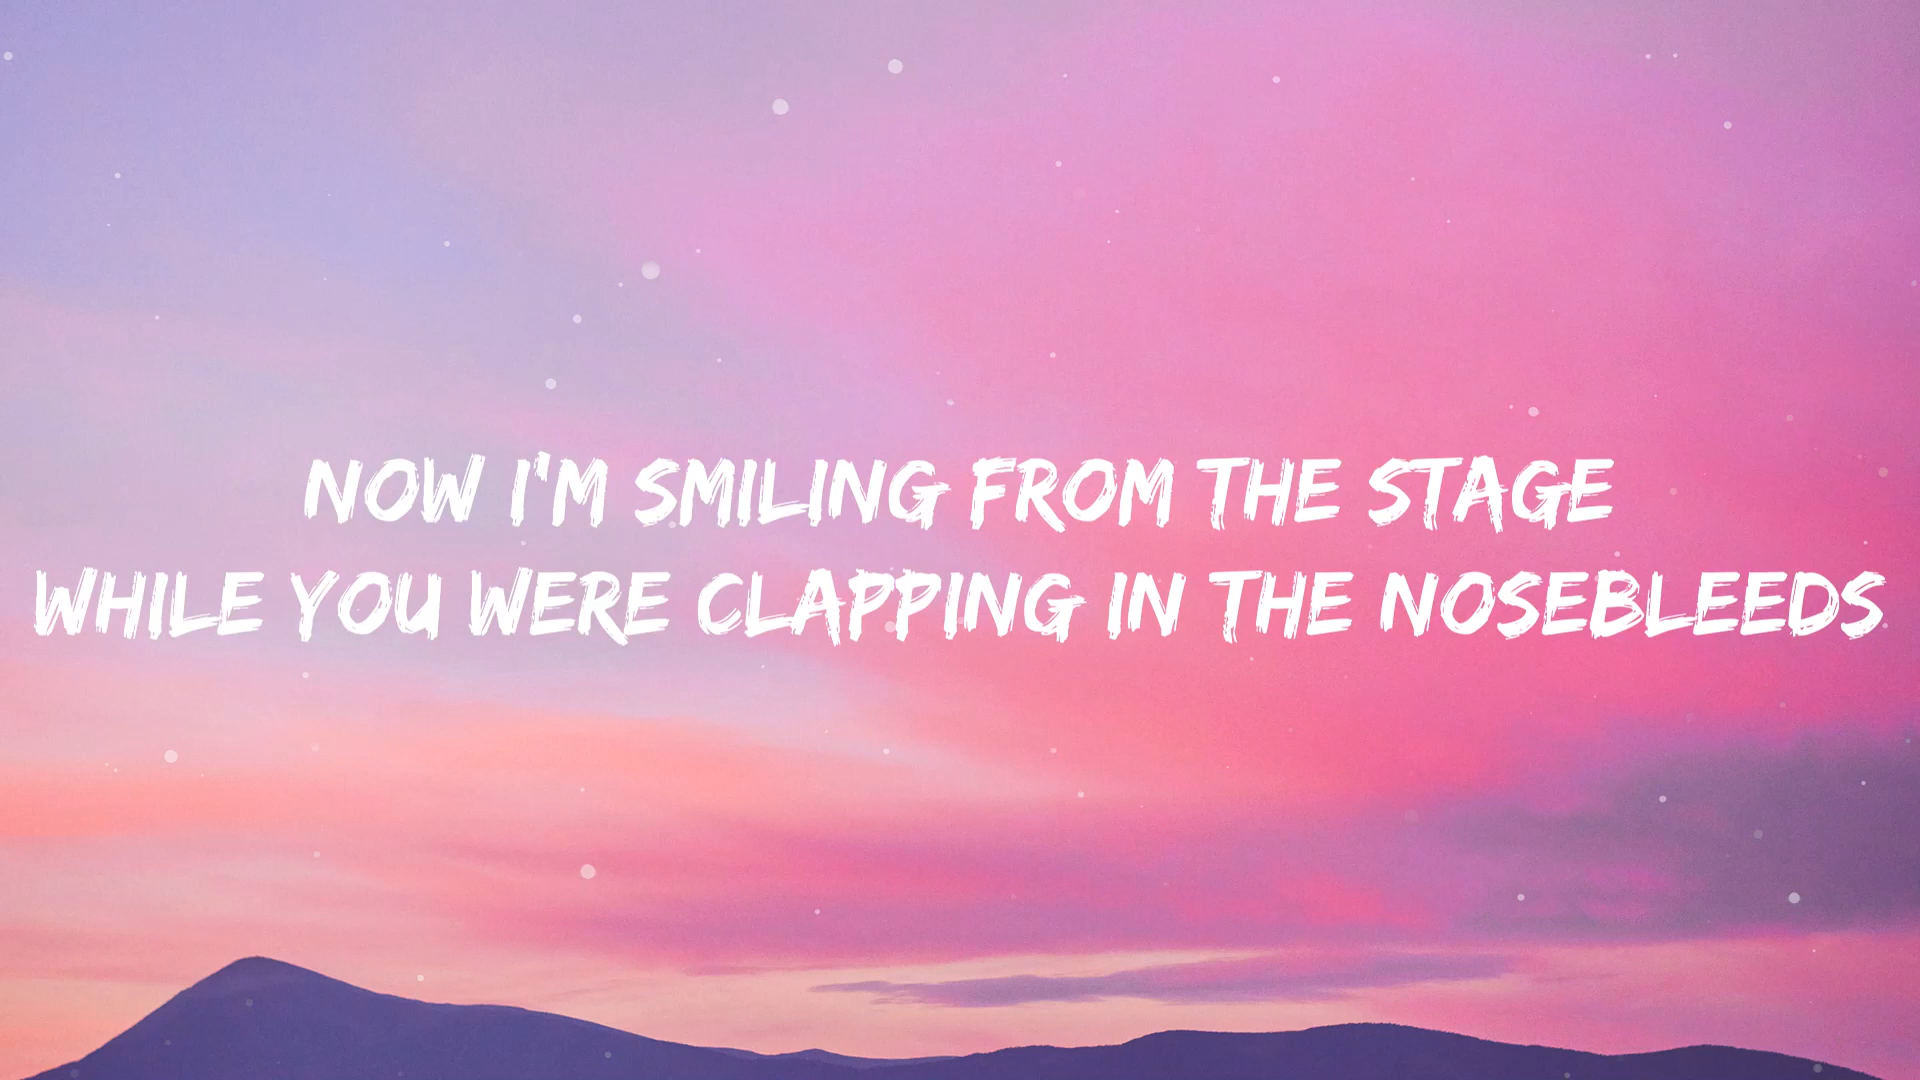 NOW I'M SMILING FROM THE STAGE
WHILE YOU WERE CLAPPING IN THE NOSEBLEEDS